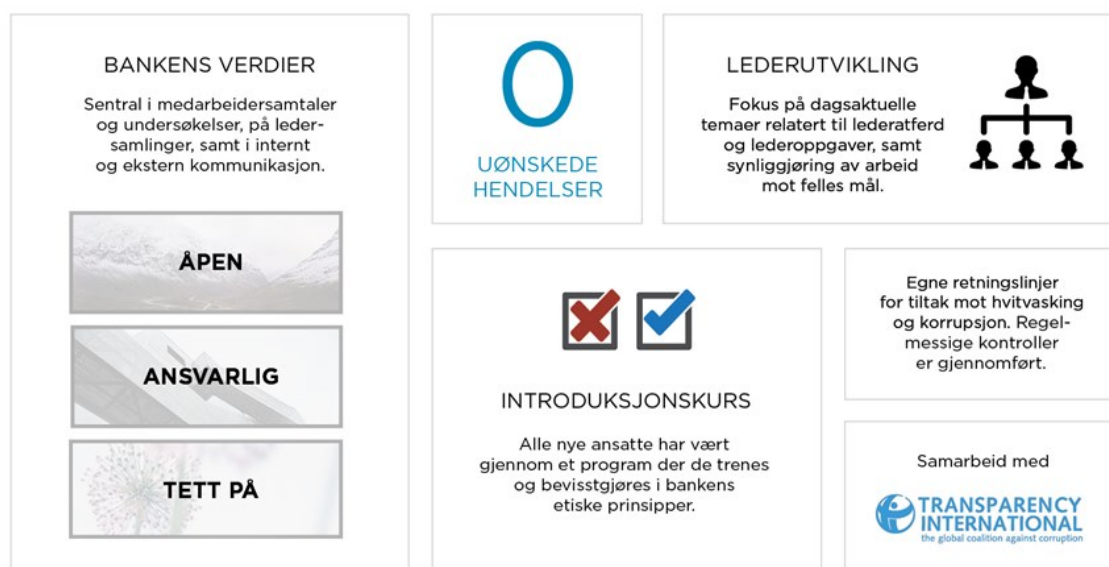 BANKENS VERDIER
Sentral i medarbeidersamtaler
og undersøkelser, på leder-
samlinger, samt i internt
og ekstern kommunikasjon.
ÅPEN
ANSVARLIG
TETT PÅ
0
UØNSKEDE
HENDELSER
LEDERUTVIKLING
Fokus på dagsaktuelle
temaer relatert til lederatferd
og lederoppgaver, samt
synliggjøring av arbeid
mot felles mål.
INTRODUKSJONSKURS
Alle nye ansatte har vært
gjennom et program der de trenes
og bevisstgjøres i bankens
etiske prinsipper.
Egne retningslinjer
for tiltak mot hvitvasking
og korrupsjon. Regel-
messige kontroller
er gjennomført.
Samarbeid med
TRANSPARENCY
INTERNATIONAL
the global coalition against corruption